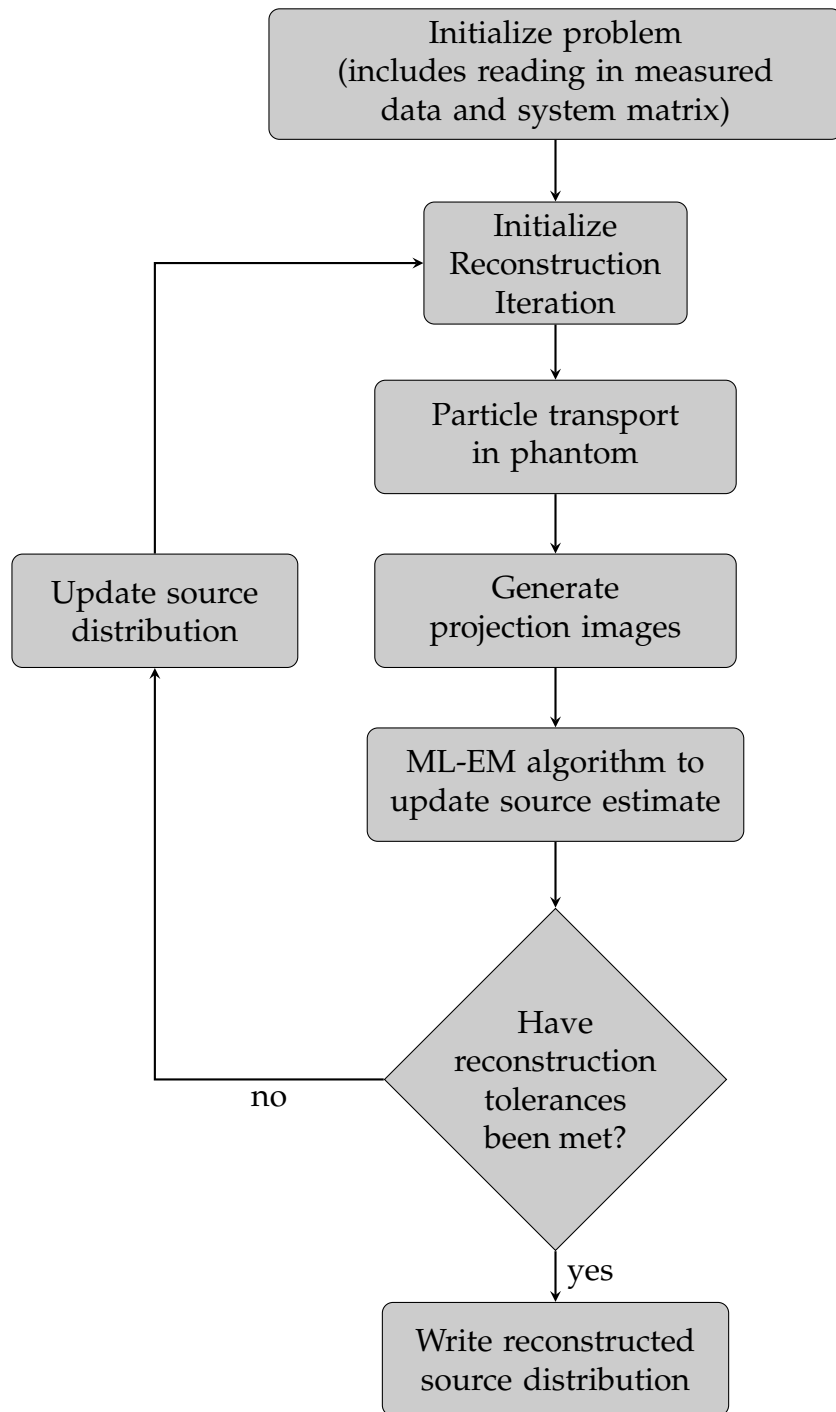 Initialize problem
(includes reading in measured
data and system matrix)
Initialize
Reconstruction
Iteration
Particle transport
in phantom
Update source
distribution
Generate
projection images
ML-EM algorithm to
update source estimate
Have
reconstruction
tolerances
been met?
no
yes
Write reconstructed
source distribution